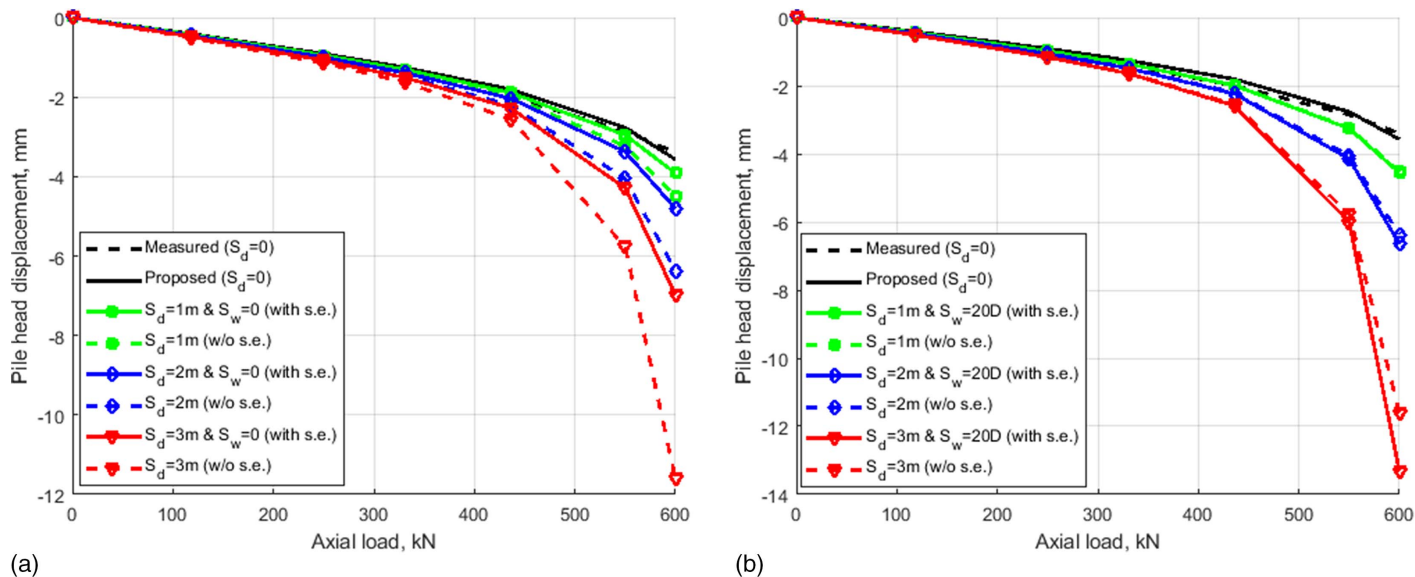 0
-2
-4
-6
-8
-10
-12
Pile head displacement, mm
Measured (S_d=0)
Proposed (S_d=0)
S_d=1m & S_w=0 (with s.e.)
S_d=1m (w/o s.e.)
S_d=2m & S_w=0 (with s.e.)
S_d=2m (w/o s.e.)
S_d=3m & S_w=0 (with s.e.)
S_d=3m (w/o s.e.)
0 100 200 300 400 500 600
Axial load, kN
(a)
0
-2
-4
-6
-8
-10
-12
-14
Pile head displacement, mm
Measured (S_d=0)
Proposed (S_d=0)
S_d=1m & S_w=20D (with s.e.)
S_d=1m (w/o s.e.)
S_d=2m & S_w=20D (with s.e.)
S_d=2m (w/o s.e.)
S_d=3m & S_w=20D (with s.e.)
S_d=3m (w/o s.e.)
0 100 200 300 400 500 600
Axial load, kN
(b)